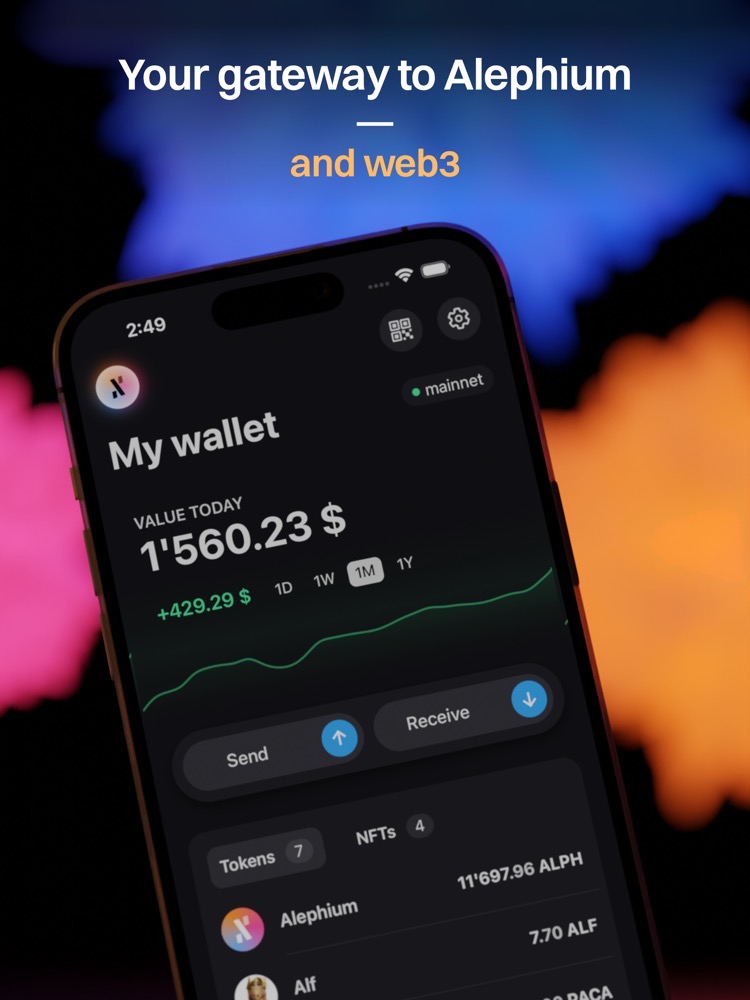 Your gateway to Alephium
and web3
2:49
mainnet
My wallet
VALUE TODAY
1'560.23 $
+429.29 $ 1D 1W 1M 1Y
Send Receive
Tokens 7 NFTs 4
Alephium 11'697.96 ALPH
Alf 7.70 ALF
PACA